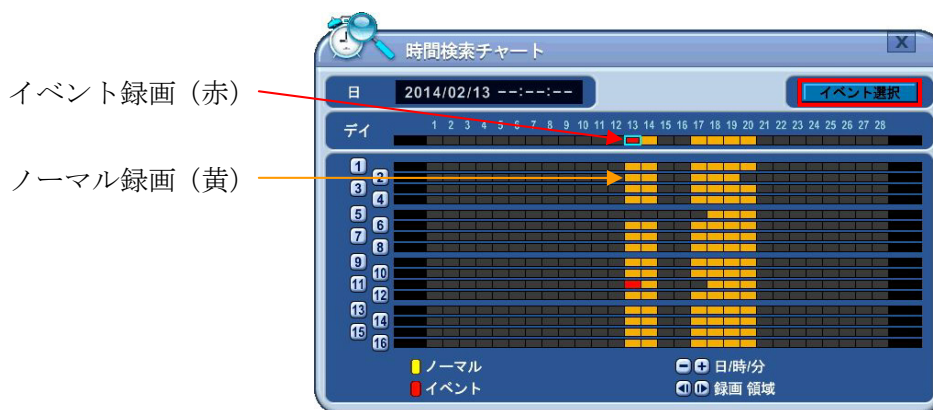 時間検索チャート
X
イベント録画（赤）
日 2014/02/13 --:--:-- イベント選択
デイ 1 2 3 4 5 6 7 8 9 10 11 12 13 14 15 16 17 18 19 20 21 22 23 24 25 26 27 28
ノーマル録画（黄）
1
2
3
4
5
6
7
8
9
10
11
12
13
14
15
16
ノーマル 日/時/分
イベント 録画 領域